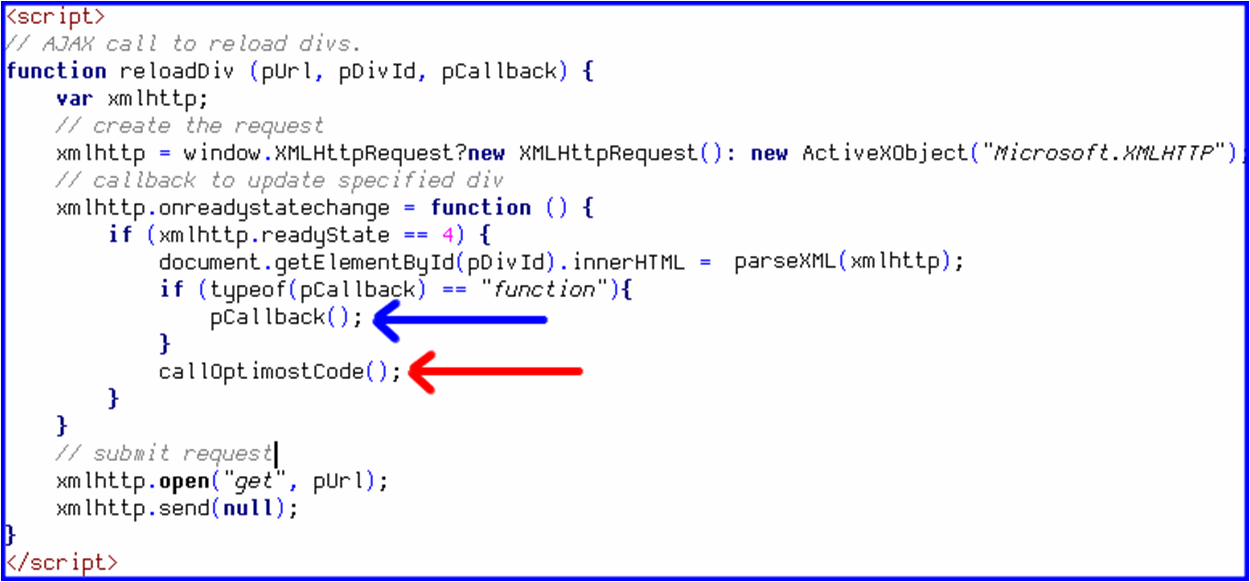 <script>
// AJAX call to reload divs.
function reloadDiv (pUrl, pDivId, pCallback) {
    var xmlhttp;
    // create the request
    xmlhttp = window.XMLHttpRequest?new XMLHttpRequest(): new ActiveXObject("Microsoft.XMLHTTP");
    // callback to update specified div
    xmlhttp.onreadystatechange = function () {
        if (xmlhttp.readyState == 4) {
            document.getElementById(pDivId).innerHTML =  parseXML(xmlhttp);
            if (typeof(pCallback) == "function"){
                pCallback();
            }
            callOptimostCode();
        }
    }
    // submit request
    xmlhttp.open("get", pUrl);
    xmlhttp.send(null);
}
</script>